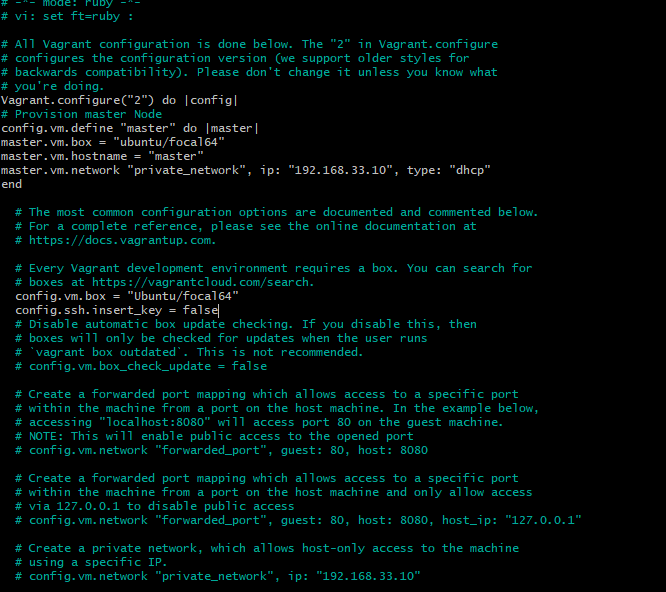 # -*- mode: ruby -*-
# vi: set ft=ruby :
# All Vagrant configuration is done below. The "2" in Vagrant.configure
# configures the configuration version (we support older styles for
# backwards compatibility). Please don't change it unless you know what
# you're doing.
Vagrant.configure("2") do |config|
# Provision master Node
config.vm.define "master" do |master|
master.vm.box = "ubuntu/focal64"
master.vm.hostname = "master"
master.vm.network "private_network", ip: "192.168.33.10", type: "dhcp"
end
# The most common configuration options are documented and commented below.
# For a complete reference, please see the online documentation at
# https://docs.vagrantup.com.
# Every Vagrant development environment requires a box. You can search for
# boxes at https://vagrantcloud.com/search.
config.vm.box = "Ubuntu/focal64"
config.ssh.insert_key = false
# Disable automatic box update checking. If you disable this, then
# boxes will only be checked for updates when the user runs
# `vagrant box outdated`. This is not recommended.
# config.vm.box_check_update = false
# Create a forwarded port mapping which allows access to a specific port
# within the machine from a port on the host machine. In the example below,
# accessing "localhost:8080" will access port 80 on the guest machine.
# NOTE: This will enable public access to the opened port
# config.vm.network "forwarded_port", guest: 80, host: 8080
# Create a forwarded port mapping which allows access to a specific port
# within the machine from a port on the host machine and only allow access
# via 127.0.0.1 to disable public access
# config.vm.network "forwarded_port", guest: 80, host: 8080, host_ip: "127.0.0.1"
# Create a private network, which allows host-only access to the machine
# using a specific IP.
# config.vm.network "private_network", ip: "192.168.33.10"